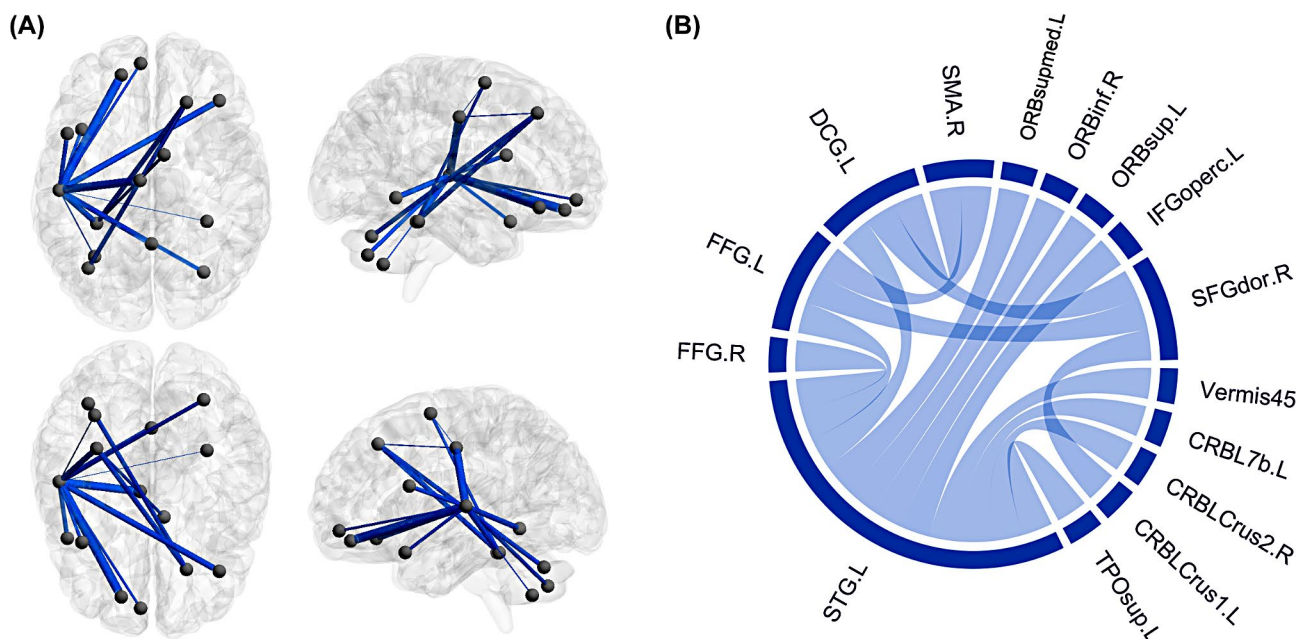 (A)
(B)
DCG.L
SMA.R
ORBsupmed.L
ORBinf.R
ORBsup.L
IFGoperc.L
SFGdor.R
Vermis45
CRBL7b.L
CRBLCrus2.R
CRBLCrus1.L
TPOsup.L
STG.L
FFG.R
FFG.L